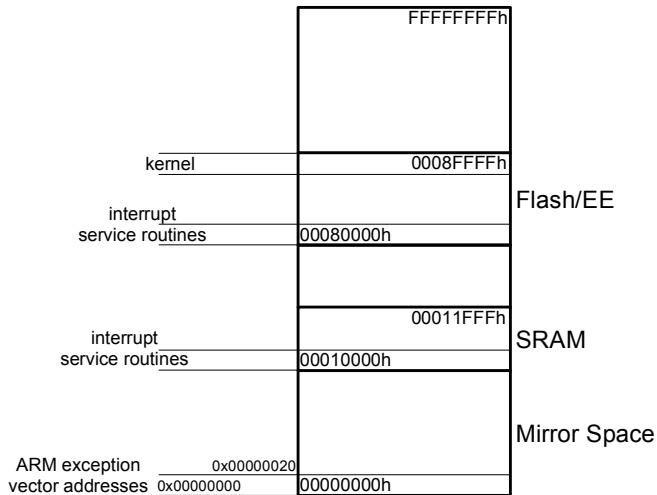 FFFFFFFFh
kernel
0008FFFFh
Flash/EE
interrupt
service routines
00080000h
00011FFFh
SRAM
interrupt
service routines
00010000h
Mirror Space
ARM exception
0x00000020
vector addresses
0x00000000
00000000h